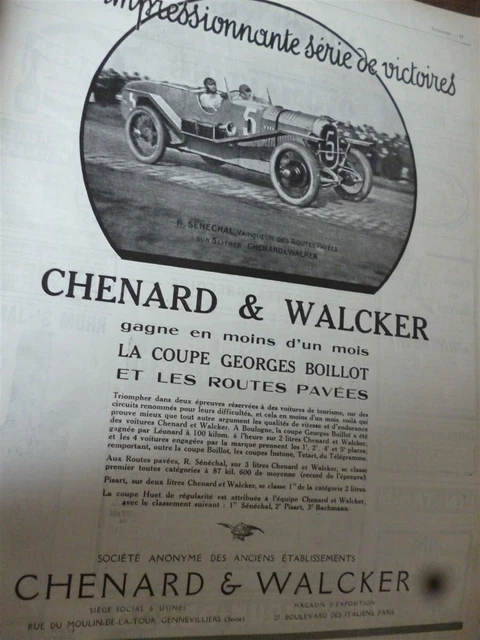 impressionnante série de victoires
5
5
R. SÉNÉCHAL, VAINQUEUR DES ROUTES PAVÉES
SUR 3 LITRES CHENARD & WALCKER
CHENARD & WALCKER
gagne en moins d'un mois
LA COUPE GEORGES BOILLOT
ET LES ROUTES PAVÉES
Triompher dans deux épreuves réservées à des voitures de tourisme, sur des
circuits renommés pour leurs difficultés, et cela en moins d'un mois, voilà qui
prouve mieux que tout autre argument les qualités de vitesse et d'endurance
des voitures Chenard et Walcker. A Boulogne, la coupe Georges Boillot a été
gagnée par Léonard à 100 kilom. à l'heure sur 2 litres Chenard et Walcker,
et les 4 voitures engagées par la marque prennent les 1e, 2e, 4e et 5e places,
remportant, outre la coupe Boillot, les coupes Instone, Tetart, du Télégramme.
Aux Routes pavées, R. Sénéchal, sur 3 litres Chenard et Walcker, se classe
premier toutes catégories à 87 kil. 600 de moyenne (record de l'épreuve)
Pisart, sur deux litres Chenard et Walcker, se classe 1er de la catégorie 2 litres.
La coupe Huet de régularité est attribuée à l'équipe Chenard et Walcker,
avec le classement suivant : 1er Sénéchal, 2e Pisart, 3e Bachmann.
SOCIÉTÉ ANONYME DES ANCIENS ÉTABLISSEMENTS
CHENARD & WALCKER
SIÈGE SOCIAL & USINES
RUE DU MOULIN-DE-LA-TOUR GENNEVILLIERS (Seine)
MAGASIN D'EXPOSITION
27 BOULEVARD DES ITALIENS PARIS